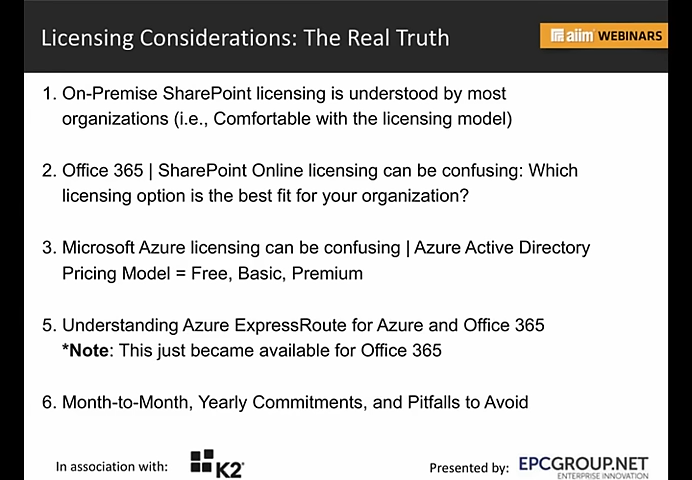 Licensing Considerations: The Real Truth
aiim WEBINARS
1. On-Premise SharePoint licensing is understood by most
organizations (i.e., Comfortable with the licensing model)
2. Office 365 | SharePoint Online licensing can be confusing: Which
licensing option is the best fit for your organization?
3. Microsoft Azure licensing can be confusing | Azure Active Directory
Pricing Model = Free, Basic, Premium
5. Understanding Azure ExpressRoute for Azure and Office 365
*Note: This just became available for Office 365
6. Month-to-Month, Yearly Commitments, and Pitfalls to Avoid
In association with: K2
Presented by: EPCGROUP.NET
ENTERPRISE INNOVATION